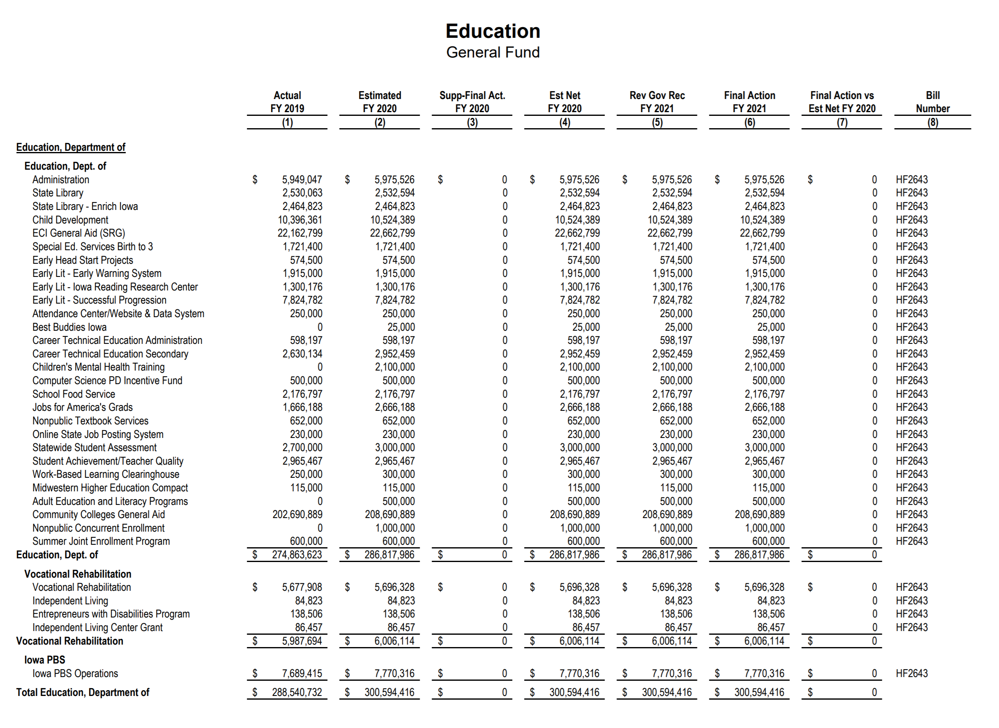 Education
General Fund
Actual Estimated Supp-Final Act. Est Net Rev Gov Rec Final Action Final Action vs Bill
FY 2019 FY 2020 FY 2020 FY 2020 FY 2021 FY 2021 Est Net FY 2020 Number
(1) (2) (3) (4) (5) (6) (7) (8)
Education, Department of
Education, Dept. of
Administration $ 5,949,047 $ 5,975,526 $ 0 $ 5,975,526 $ 5,975,526 $ 5,975,526 $ 0 HF2643
State Library 2,530,063 2,532,594 0 2,532,594 2,532,594 2,532,594 0 HF2643
State Library - Enrich Iowa 2,464,823 2,464,823 0 2,464,823 2,464,823 2,464,823 0 HF2643
Child Development 10,396,361 10,524,389 0 10,524,389 10,524,389 10,524,389 0 HF2643
ECI General Aid (SRG) 22,162,799 22,662,799 0 22,662,799 22,662,799 22,662,799 0 HF2643
Special Ed. Services Birth to 3 1,721,400 1,721,400 0 1,721,400 1,721,400 1,721,400 0 HF2643
Early Head Start Projects 574,500 574,500 0 574,500 574,500 574,500 0 HF2643
Early Lit - Early Warning System 1,915,000 1,915,000 0 1,915,000 1,915,000 1,915,000 0 HF2643
Early Lit - Iowa Reading Research Center 1,300,176 1,300,176 0 1,300,176 1,300,176 1,300,176 0 HF2643
Early Lit - Successful Progression 7,824,782 7,824,782 0 7,824,782 7,824,782 7,824,782 0 HF2643
Attendance Center/Website & Data System 250,000 250,000 0 250,000 250,000 250,000 0 HF2643
Best Buddies Iowa 0 25,000 0 25,000 25,000 25,000 0 HF2643
Career Technical Education Administration 598,197 598,197 0 598,197 598,197 598,197 0 HF2643
Career Technical Education Secondary 2,630,134 2,952,459 0 2,952,459 2,952,459 2,952,459 0 HF2643
Children's Mental Health Training 0 2,100,000 0 2,100,000 2,100,000 2,100,000 0 HF2643
Computer Science PD Incentive Fund 500,000 500,000 0 500,000 500,000 500,000 0 HF2643
School Food Service 2,176,797 2,176,797 0 2,176,797 2,176,797 2,176,797 0 HF2643
Jobs for America's Grads 1,666,188 2,666,188 0 2,666,188 2,666,188 2,666,188 0 HF2643
Nonpublic Textbook Services 652,000 652,000 0 652,000 652,000 652,000 0 HF2643
Online State Job Posting System 230,000 230,000 0 230,000 230,000 230,000 0 HF2643
Statewide Student Assessment 2,700,000 3,000,000 0 3,000,000 3,000,000 3,000,000 0 HF2643
Student Achievement/Teacher Quality 2,965,467 2,965,467 0 2,965,467 2,965,467 2,965,467 0 HF2643
Work-Based Learning Clearinghouse 250,000 300,000 0 300,000 300,000 300,000 0 HF2643
Midwestern Higher Education Compact 115,000 115,000 0 115,000 115,000 115,000 0 HF2643
Adult Education and Literacy Programs 0 500,000 0 500,000 500,000 500,000 0 HF2643
Community Colleges General Aid 202,690,889 208,690,889 0 208,690,889 208,690,889 208,690,889 0 HF2643
Nonpublic Concurrent Enrollment 0 1,000,000 0 1,000,000 1,000,000 1,000,000 0 HF2643
Summer Joint Enrollment Program 600,000 600,000 0 600,000 600,000 600,000 0 HF2643
Education, Dept. of $ 274,863,623 $ 286,817,986 $ 0 $ 286,817,986 $ 286,817,986 $ 286,817,986 $ 0
Vocational Rehabilitation
Vocational Rehabilitation $ 5,677,908 $ 5,696,328 $ 0 $ 5,696,328 $ 5,696,328 $ 5,696,328 $ 0 HF2643
Independent Living 84,823 84,823 0 84,823 84,823 84,823 0 HF2643
Entrepreneurs with Disabilities Program 138,506 138,506 0 138,506 138,506 138,506 0 HF2643
Independent Living Center Grant 86,457 86,457 0 86,457 86,457 86,457 0 HF2643
Vocational Rehabilitation $ 5,987,694 $ 6,006,114 $ 0 $ 6,006,114 $ 6,006,114 $ 6,006,114 $ 0
Iowa PBS
Iowa PBS Operations $ 7,689,415 $ 7,770,316 $ 0 $ 7,770,316 $ 7,770,316 $ 7,770,316 $ 0 HF2643
Total Education, Department of $ 288,540,732 $ 300,594,416 $ 0 $ 300,594,416 $ 300,594,416 $ 300,594,416 $ 0